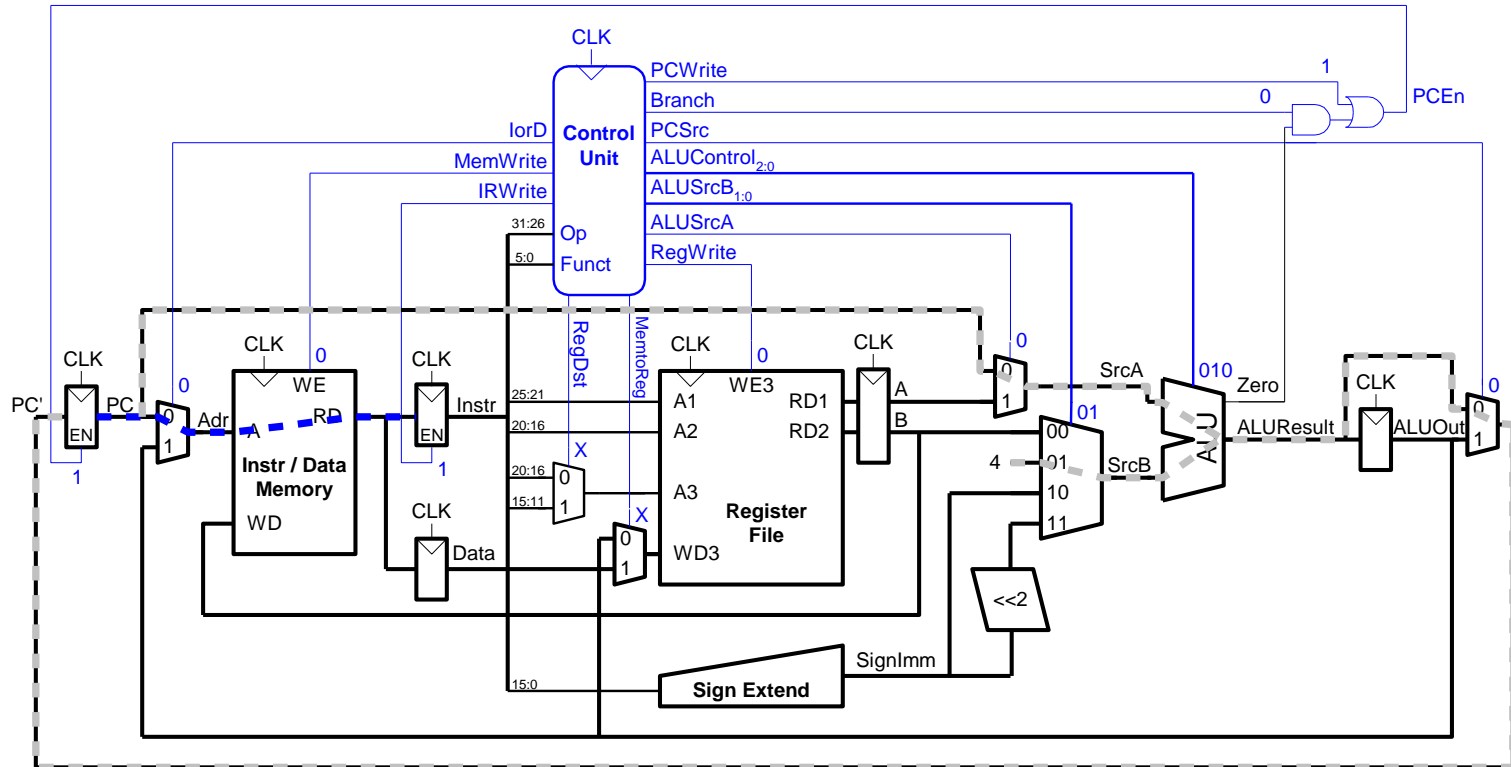 CLK
PCWrite 1
Branch 0
PCEn
IorD
Control
Unit
PCSrc
MemWrite
ALUControl2:0
IRWrite
ALUSrcB1:0
31:26
Op
ALUSrcA
5:0
Funct
RegWrite
RegDst
MemtoReg
CLK
CLK
0
CLK
CLK
0
CLK
0
0
010
CLK
0
PC'
PC
EN
1
0
1
Adr
WE
A
RD
Instr / Data
Memory
WD
EN
1
Instr
25:21
20:16
20:16
15:11
X
0
1
WE3
A1
RD1
A2
RD2
A3
Register
File
WD3
A
B
0
1
SrcA
4
01
00
01
10
11
SrcB
ALU
Zero
ALUResult
ALUOut
0
1
CLK
Data
X
0
1
<<2
SignImm
15:0
Sign Extend